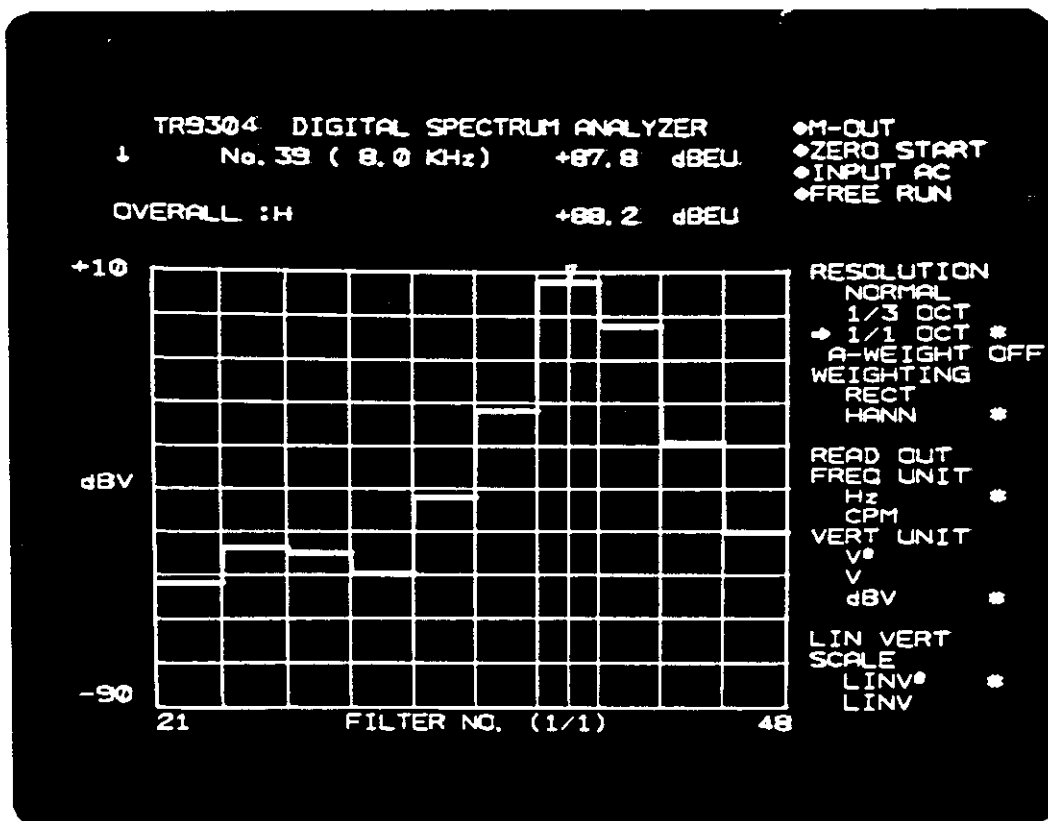 TR9304 DIGITAL SPECTRUM ANALYZER
↓ No. 39 ( 8.0 KHz) +87.8 dBEU
OVERALL :H +88.2 dBEU
◆M-OUT
◆ZERO START
◆INPUT AC
◆FREE RUN
+10
dBV
-90
21 FILTER NO. (1/1) 48
RESOLUTION
NORMAL
1/3 OCT
→ 1/1 OCT *
A-WEIGHT OFF
WEIGHTING
RECT
HANN *
READ OUT
FREQ UNIT
Hz *
CPM
VERT UNIT
V²
V
dBV *
LIN VERT
SCALE
LINV² *
LINV